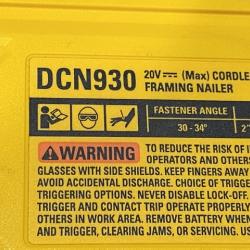 DCN930 20V (Max) CORDLE
FRAMING NAILER
FASTENER ANGLE
30 - 34° 2"
WARNING TO REDUCE THE RISK OF I
OPERATORS AND OTHER
GLASSES WITH SIDE SHIELDS. KEEP FINGERS AWAY
AVOID ACCIDENTAL DISCHARGE. CHOICE OF TRIGGE
TRIGGERING OPTIONS. NEVER DISABLE LOCK-OFF.
TRIGGER AND CONTACT TRIP OPERATE PROPERLY
OTHERS IN WORK AREA. REMOVE BATTERY WHEN
AND TRIGGER, CLEARING JAMS, OR SERVICING. US